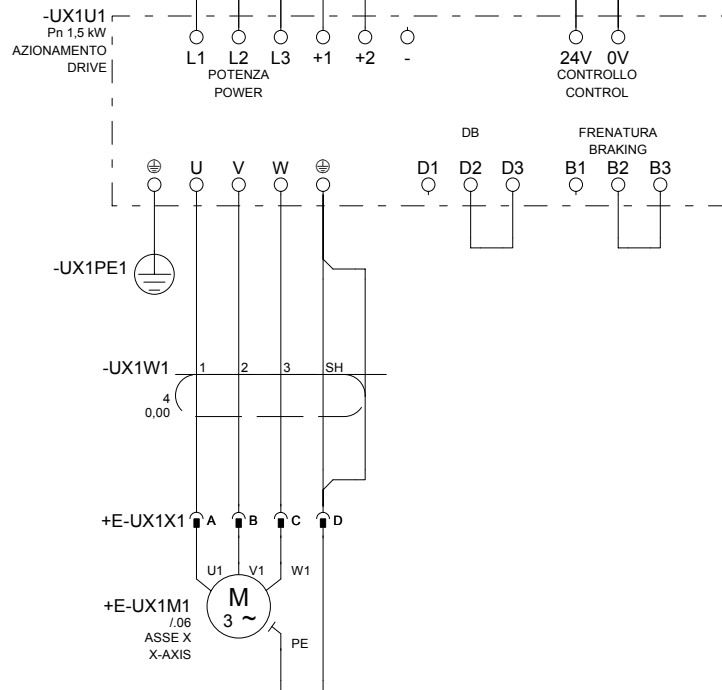 -UX1U1
Pn 1,5 kW
AZIONAMENTO
DRIVE
L1 L2 L3 +1 +2 - 24V 0V
POTENZA
POWER
CONTROLLO
CONTROL
DB
FRENATURA
BRAKING
U V W D1 D2 D3 B1 B2 B3
-UX1PE1
-UX1W1 1 2 3 SH
4
0,00
+E-UX1X1 A B C D
U1 V1 W1
M
3 ~
+E-UX1M1
/.06
ASSE X
X-AXIS
PE